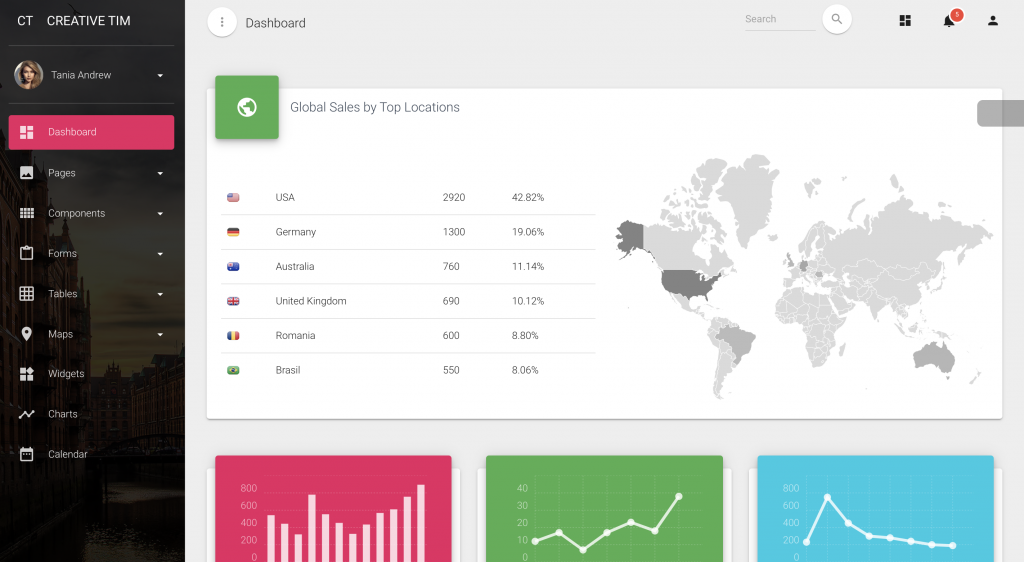 CT CREATIVE TIM
Tania Andrew
Dashboard
Pages
Components
Forms
Tables
Maps
Widgets
Charts
Calendar
Dashboard
Search
5
Global Sales by Top Locations
USA 2920 42.82%
Germany 1300 19.06%
Australia 760 11.14%
United Kingdom 690 10.12%
Romania 600 8.80%
Brasil 550 8.06%
800
600
400
200
0
40
30
20
10
0
800
600
400
200
0